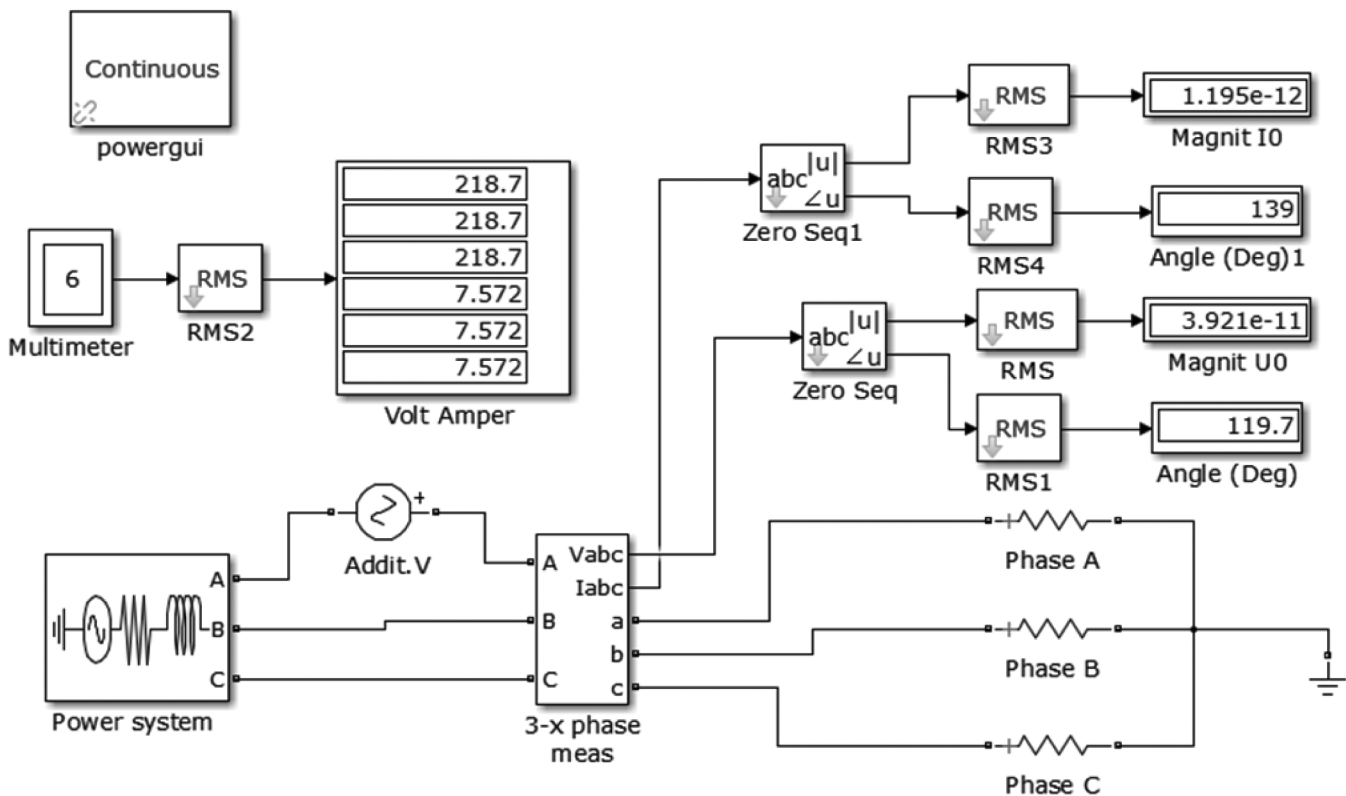 Continuous
powergui
6
Multimeter
RMS
RMS2
218.7
218.7
218.7
7.572
7.572
7.572
Volt Amper
abc |u|
∠u
Zero Seq1
RMS
RMS3
1.195e-12
Magnit I0
RMS
RMS4
139
Angle (Deg)1
abc |u|
∠u
Zero Seq
RMS
RMS
3.921e-11
Magnit U0
RMS
RMS1
119.7
Angle (Deg)
A
B
C
Power system
+
Addit.V
A
B
C
Vabc
Iabc
a
b
c
3-x phase
meas
+
Phase A
+
Phase B
+
Phase C